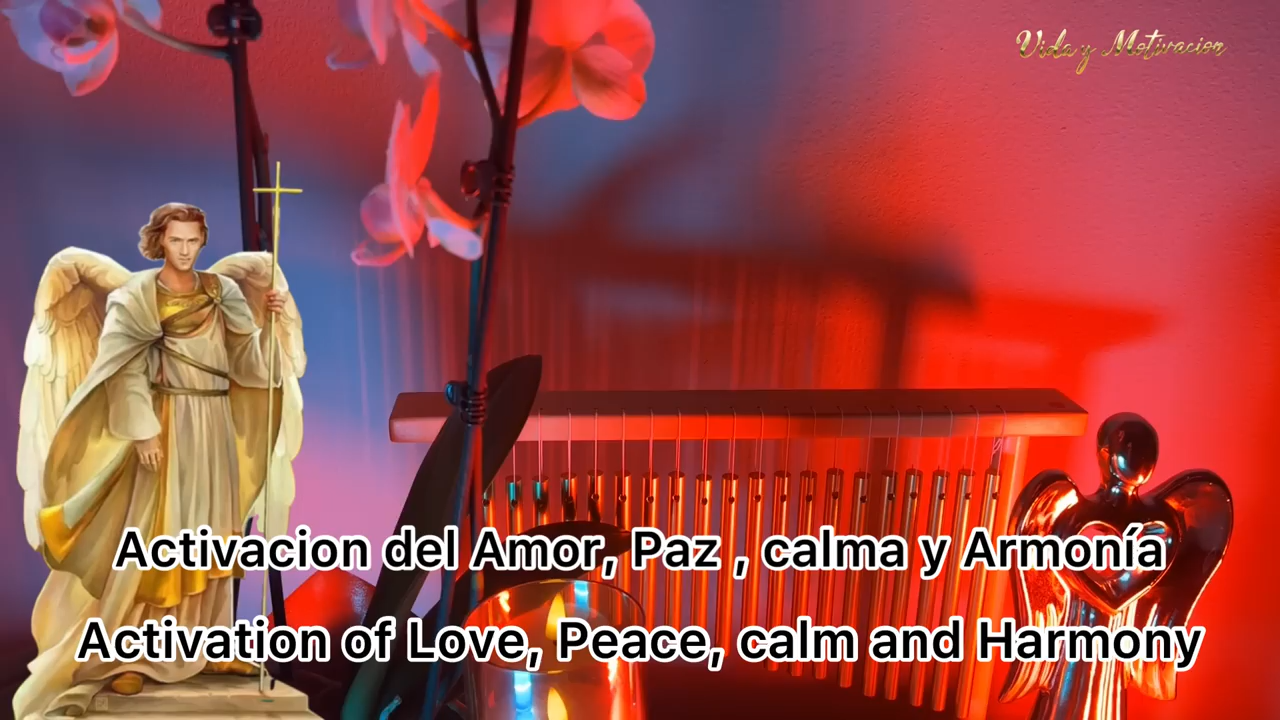 Vida y Motivacion
Activacion del Amor, Paz , calma y Armonía
Activation of Love, Peace, calm and Harmony